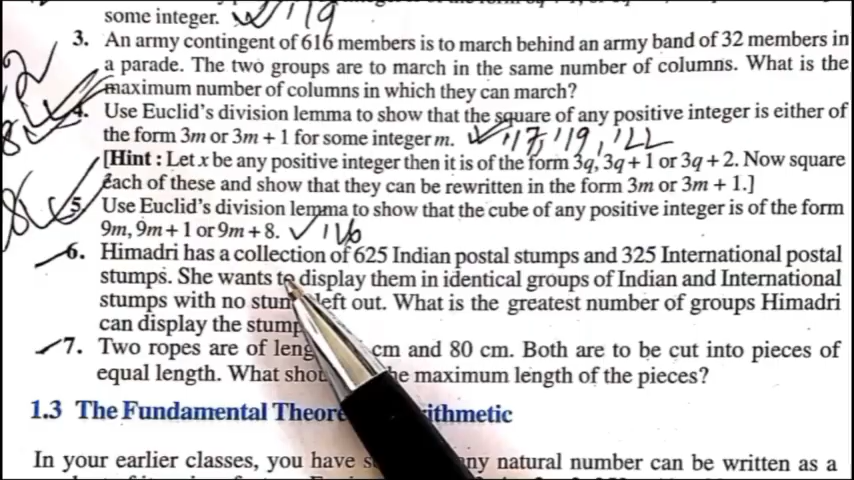 some integer. '19
3. An army contingent of 616 members is to march behind an army band of 32 members in
a parade. The two groups are to march in the same number of columns. What is the
maximum number of columns in which they can march?
4. Use Euclid's division lemma to show that the square of any positive integer is either of
the form 3m or 3m + 1 for some integer m. '17, '19, '22
[Hint : Let x be any positive integer then it is of the form 3q, 3q + 1 or 3q + 2. Now square
each of these and show that they can be rewritten in the form 3m or 3m + 1.]
5. Use Euclid's division lemma to show that the cube of any positive integer is of the form
9m, 9m + 1 or 9m + 8. '16
6. Himadri has a collection of 625 Indian postal stumps and 325 International postal
stumps. She wants to display them in identical groups of Indian and International
stumps with no left out. What is the greatest number of groups Himadri
can display the
7. Two ropes are of cm and 80 cm. Both are to be cut into pieces of
equal length. What maximum length of the pieces?
1.3 The Fundamental
In your earlier classes, you have natural number can be written as a